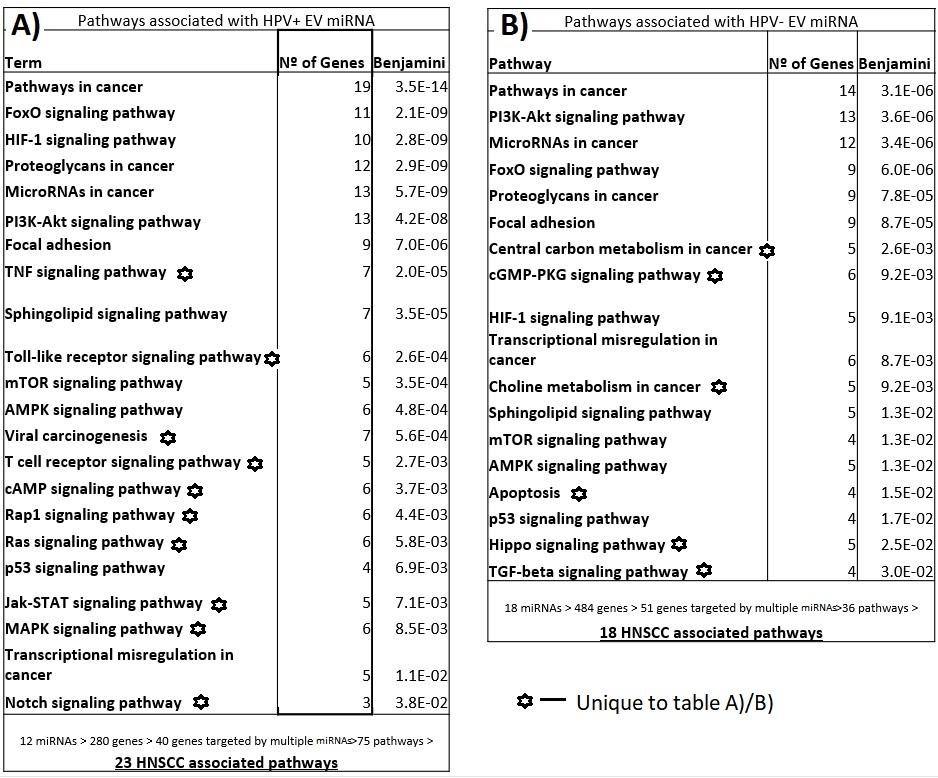 A) Pathways associated with HPV+ EV miRNA
Term Nº of Genes Benjamini
Pathways in cancer 19 3.5E-14
FoxO signaling pathway 11 2.1E-09
HIF-1 signaling pathway 10 2.8E-09
Proteoglycans in cancer 12 2.9E-09
MicroRNAs in cancer 13 5.7E-09
PI3K-Akt signaling pathway 13 4.2E-08
Focal adhesion 9 7.0E-06
TNF signaling pathway 7 2.0E-05
Sphingolipid signaling pathway 7 3.5E-05
Toll-like receptor signaling pathway 6 2.6E-04
mTOR signaling pathway 5 3.5E-04
AMPK signaling pathway 6 4.8E-04
Viral carcinogenesis 7 5.6E-04
T cell receptor signaling pathway 5 2.7E-03
cAMP signaling pathway 6 3.7E-03
Rap1 signaling pathway 6 4.4E-03
Ras signaling pathway 6 5.8E-03
p53 signaling pathway 4 6.9E-03
Jak-STAT signaling pathway 5 7.1E-03
MAPK signaling pathway 6 8.5E-03
Transcriptional misregulation in
cancer 5 1.1E-02
Notch signaling pathway 3 3.8E-02
12 miRNAs > 280 genes > 40 genes targeted by multiple miRNAs>75 pathways >
23 HNSCC associated pathways
B) Pathways associated with HPV- EV miRNA
Pathway Nº of Genes Benjamini
Pathways in cancer 14 3.1E-06
PI3K-Akt signaling pathway 13 3.6E-06
MicroRNAs in cancer 12 3.4E-06
FoxO signaling pathway 9 6.0E-06
Proteoglycans in cancer 9 7.8E-05
Focal adhesion 9 8.7E-05
Central carbon metabolism in cancer 5 2.6E-03
cGMP-PKG signaling pathway 6 9.2E-03
HIF-1 signaling pathway 5 9.1E-03
Transcriptional misregulation in
cancer 6 8.7E-03
Choline metabolism in cancer 5 9.2E-03
Sphingolipid signaling pathway 5 1.3E-02
mTOR signaling pathway 4 1.3E-02
AMPK signaling pathway 5 1.3E-02
Apoptosis 4 1.5E-02
p53 signaling pathway 4 1.7E-02
Hippo signaling pathway 5 2.5E-02
TGF-beta signaling pathway 4 3.0E-02
18 miRNAs > 484 genes > 51 genes targeted by multiple miRNAs>36 pathways >
18 HNSCC associated pathways
Unique to table A)/B)